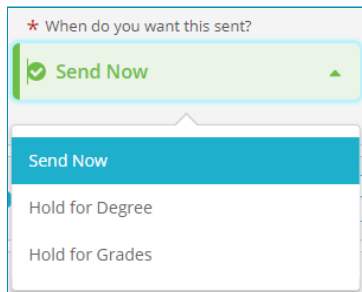 * When do you want this sent?
Send Now
Send Now
Hold for Degree
Hold for Grades